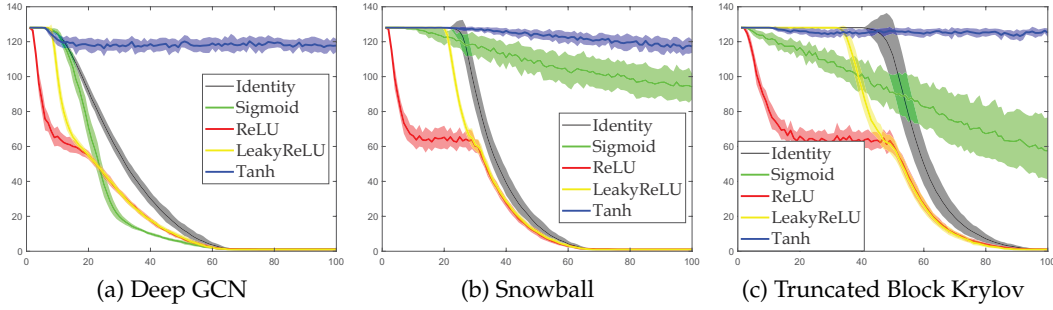 140
120
100
80
60
40
20
0
0 20 40 60 80 100
Identity
Sigmoid
ReLU
LeakyReLU
Tanh
(a) Deep GCN
140
120
100
80
60
40
20
0
0 20 40 60 80 100
Identity
Sigmoid
ReLU
LeakyReLU
Tanh
(b) Snowball
140
120
100
80
60
40
20
0
0 20 40 60 80 100
Identity
Sigmoid
ReLU
LeakyReLU
Tanh
(c) Truncated Block Krylov